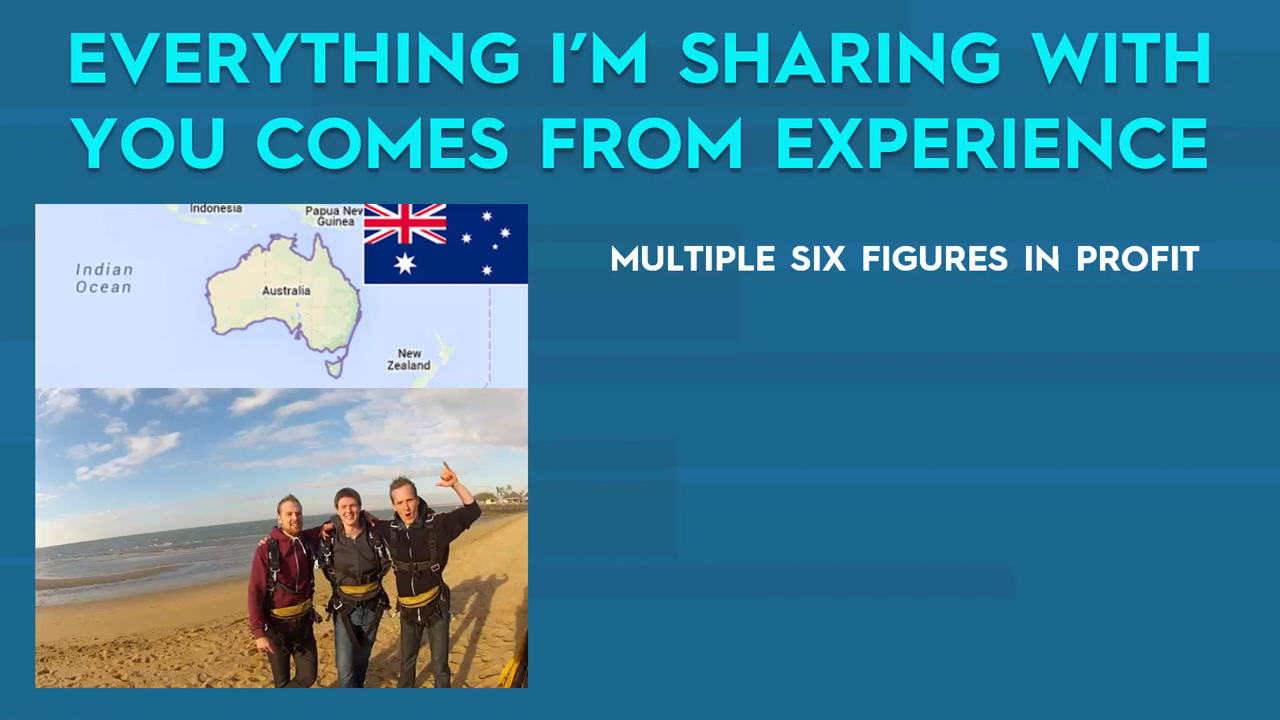 EVERYTHING I'M SHARING WITH
YOU COMES FROM EXPERIENCE
Indonesia
Papua New
Guinea
Indian
Ocean
Australia
New
Zealand
MULTIPLE SIX FIGURES IN PROFIT